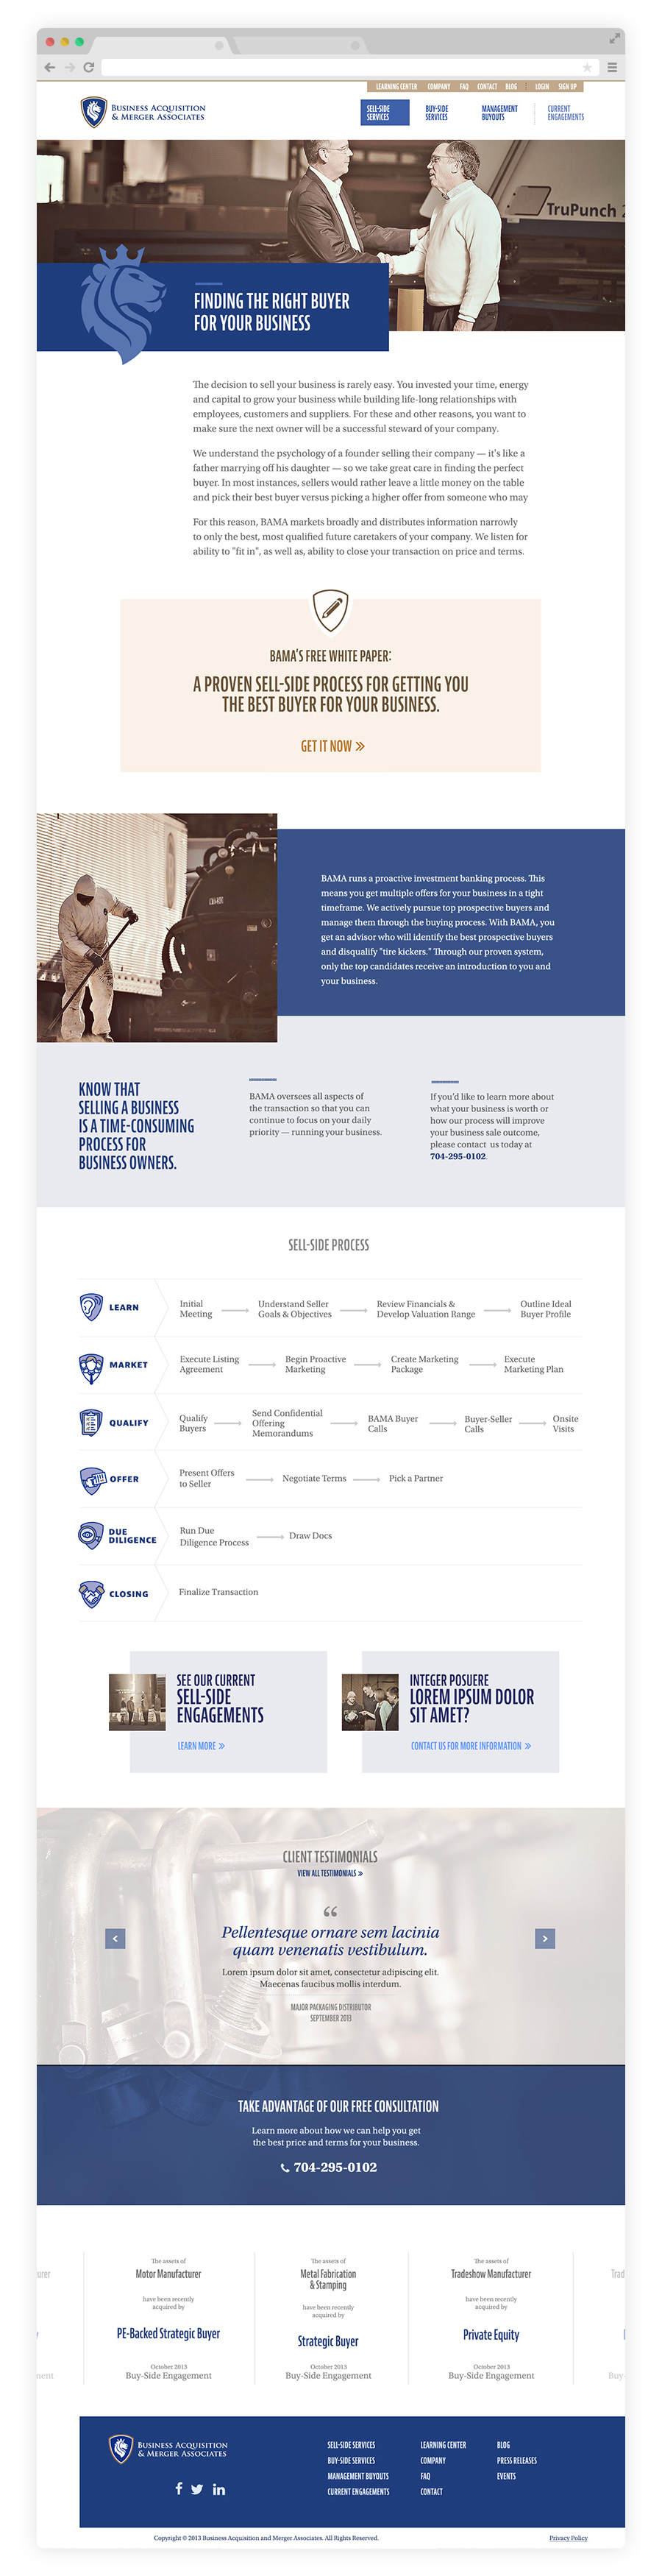 LEARNING CENTER COMPANY FAQ CONTACT BLOG LOGIN SIGN UP
BUSINESS ACQUISITION
& MERGER ASSOCIATES
SELL-SIDE
SERVICES
BUY-SIDE
SERVICES
MANAGEMENT
BUYOUTS
CURRENT
ENGAGEMENTS
TruPunch 2
FINDING THE RIGHT BUYER
FOR YOUR BUSINESS
The decision to sell your business is rarely easy. You invested your time, energy
and capital to grow your business while building life-long relationships with
employees, customers and suppliers. For these and other reasons, you want to
make sure the next owner will be a successful steward of your company.
We understand the psychology of a founder selling their company — it's like a
father marrying off his daughter — so we take great care in finding the perfect
buyer. In most instances, sellers would rather leave a little money on the table
and pick their best buyer versus picking a higher offer from someone who may
For this reason, BAMA markets broadly and distributes information narrowly
to only the best, most qualified future caretakers of your company. We listen for
ability to "fit in", as well as, ability to close your transaction on price and terms.
BAMA'S FREE WHITE PAPER:
A PROVEN SELL-SIDE PROCESS FOR GETTING YOU
THE BEST BUYER FOR YOUR BUSINESS.
GET IT NOW »
BAMA runs a proactive investment banking process. This
means you get multiple offers for your business in a tight
timeframe. We actively pursue top prospective buyers and
manage them through the buying process. With BAMA, you
get an advisor who will identify the best prospective buyers
and disqualify "tire kickers." Through our proven system,
only the top candidates receive an introduction to you and
your business.
KNOW THAT
SELLING A BUSINESS
IS A TIME-CONSUMING
PROCESS FOR
BUSINESS OWNERS.
BAMA oversees all aspects of
the transaction so that you can
continue to focus on your daily
priority — running your business.
If you'd like to learn more about
what your business is worth or
how our process will improve
your business sale outcome,
please contact us today at
704-295-0102.
SELL-SIDE PROCESS
LEARN
Initial
Meeting
Understand Seller
Goals & Objectives
Review Financials &
Develop Valuation Range
Outline Ideal
Buyer Profile
MARKET
Execute Listing
Agreement
Begin Proactive
Marketing
Create Marketing
Package
Execute
Marketing Plan
QUALIFY
Qualify
Buyers
Send Confidential
Offering
Memorandums
BAMA Buyer
Calls
Buyer-Seller
Calls
Onsite
Visits
OFFER
Present Offers
to Seller
Negotiate Terms
Pick a Partner
DUE
DILIGENCE
Run Due
Diligence Process
Draw Docs
CLOSING
Finalize Transaction
SEE OUR CURRENT
SELL-SIDE
ENGAGEMENTS
LEARN MORE »
INTEGER POSUERE
LOREM IPSUM DOLOR
SIT AMET?
CONTACT US FOR MORE INFORMATION »
CLIENT TESTIMONIALS
VIEW ALL TESTIMONIALS »
“
Pellentesque ornare sem lacinia
quam venenatis vestibulum.
Lorem ipsum dolor sit amet, consectetur adipiscing elit.
Maecenas faucibus mollis interdum.
MAJOR PACKAGING DISTRIBUTOR
SEPTEMBER 2013
TAKE ADVANTAGE OF OUR FREE CONSULTATION
Learn more about how we can help you get
the best price and terms for your business.
704-295-0102
urer
y
ment
The assets of
Motor Manufacturer
have been recently
acquired by
PE-Backed Strategic Buyer
October 2013
Buy-Side Engagement
The assets of
Metal Fabrication
& Stamping
have been recently
acquired by
Strategic Buyer
October 2013
Buy-Side Engagement
The assets of
Tradeshow Manufacturer
have been recently
acquired by
Private Equity
October 2013
Buy-Side Engagement
Trad
Buy-
BUSINESS ACQUISITION
& MERGER ASSOCIATES
SELL-SIDE SERVICES
BUY-SIDE SERVICES
MANAGEMENT BUYOUTS
CURRENT ENGAGEMENTS
LEARNING CENTER
COMPANY
FAQ
CONTACT
BLOG
PRESS RELEASES
EVENTS
Copyright © 2013 Business Acquisition and Merger Associates. All Rights Reserved.
Privacy Policy